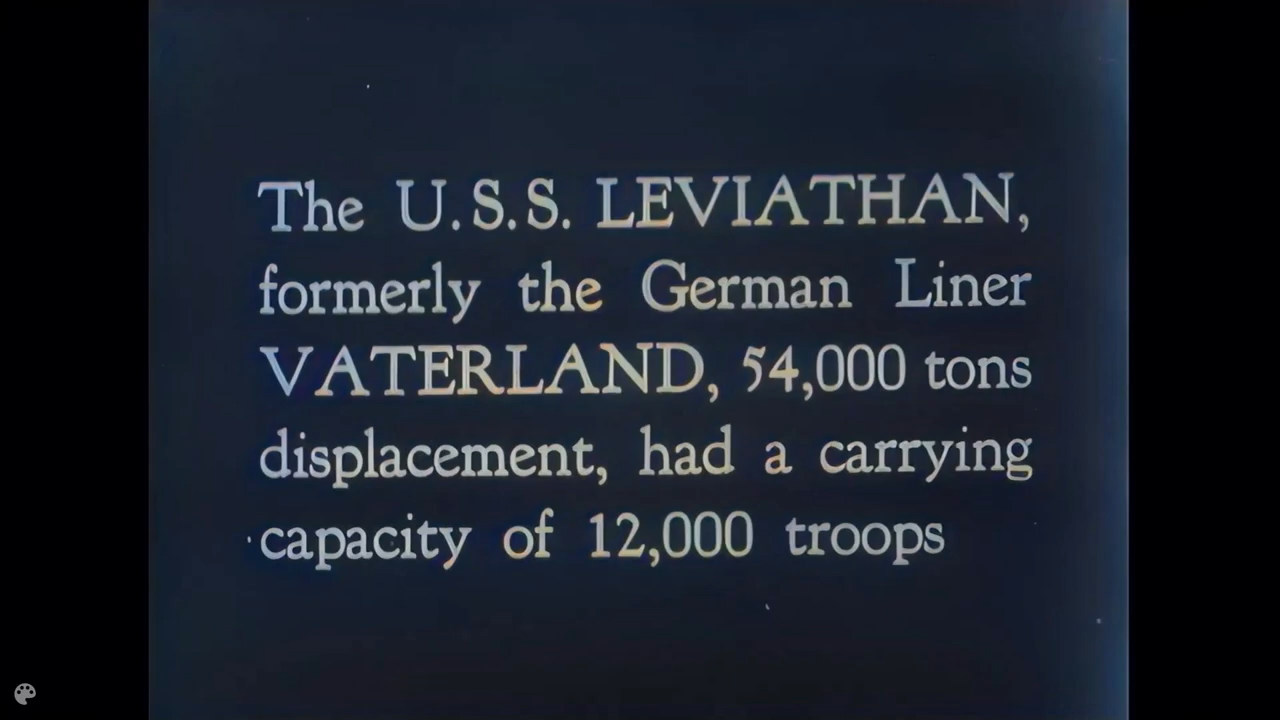 The U.S.S. LEVIATHAN,
formerly the German Liner
VATERLAND, 54,000 tons
displacement, had a carrying
capacity of 12,000 troops